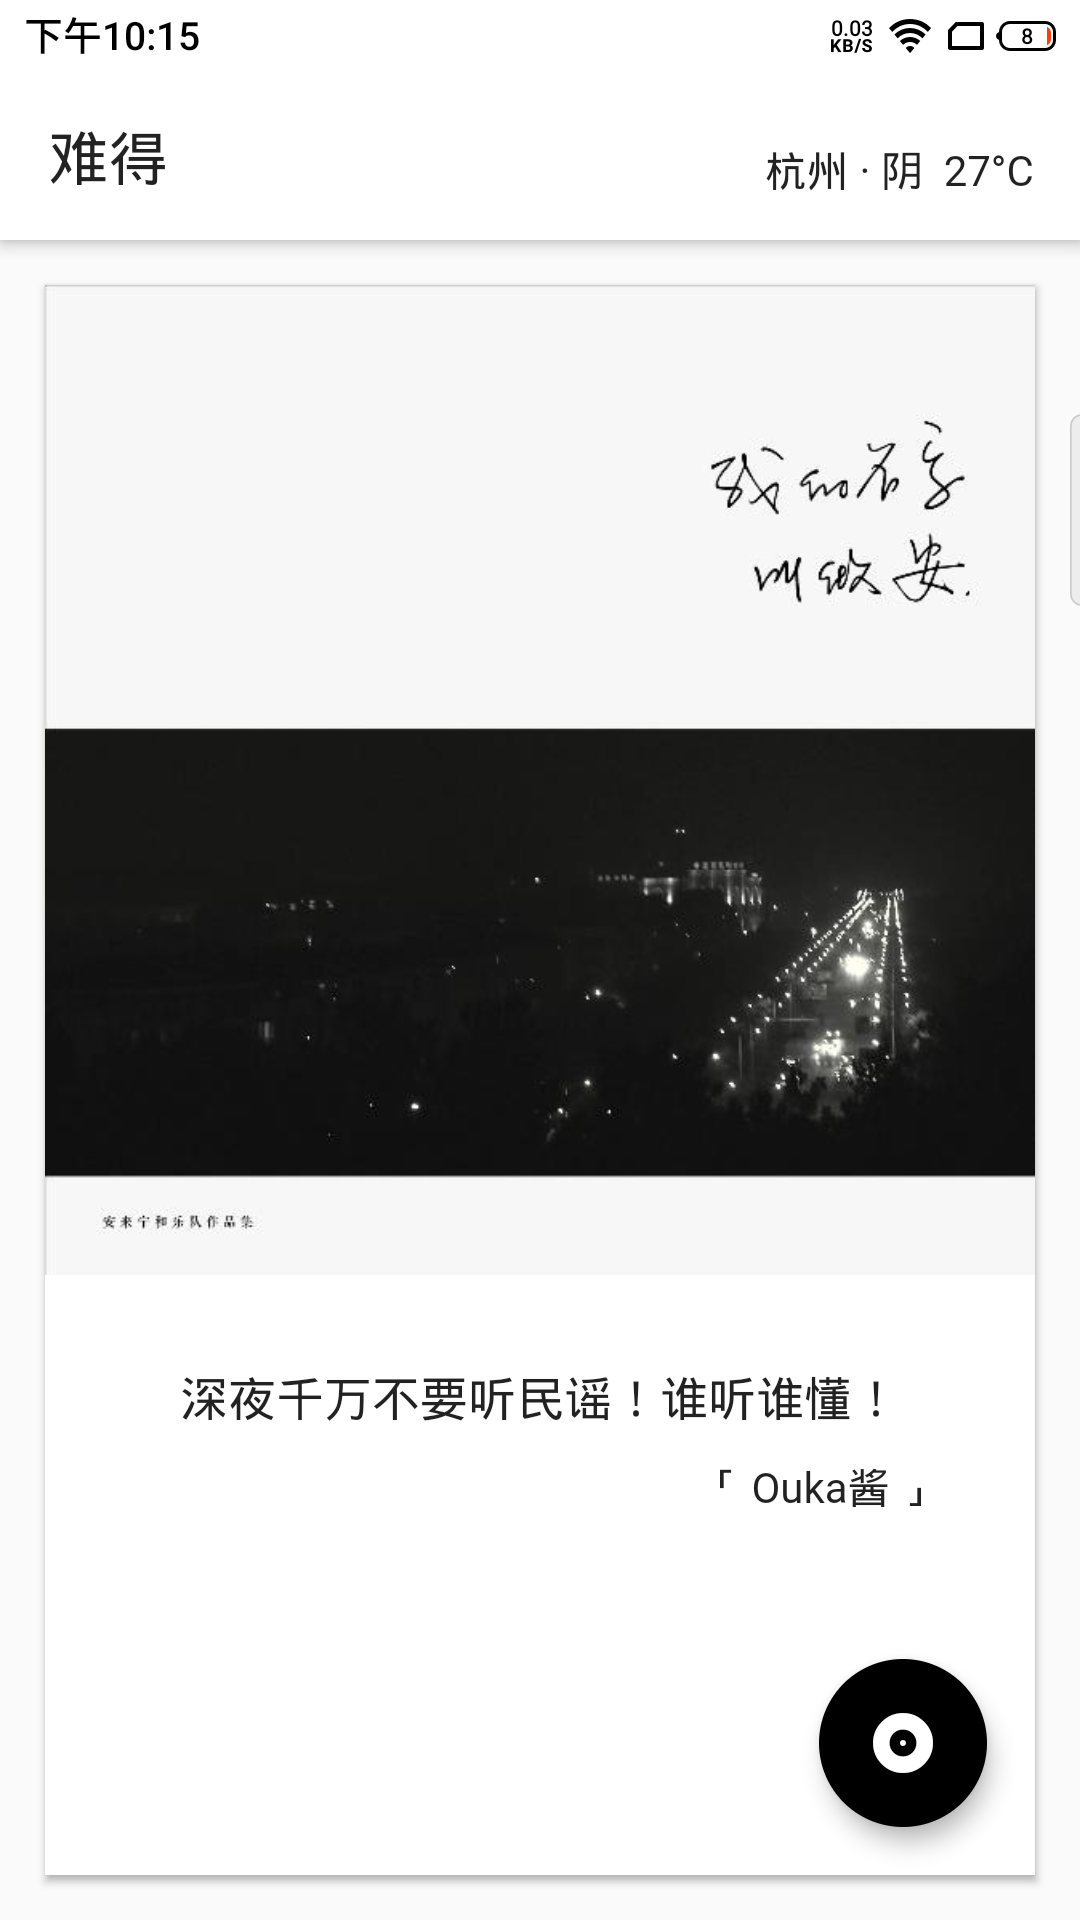 下午10:15
0.03
KB/S
8
难得
杭州 · 阴 27°C
我的名字
叫做安.
安来宁和乐队作品集
深夜千万不要听民谣！谁听谁懂！
「 Ouka酱 」